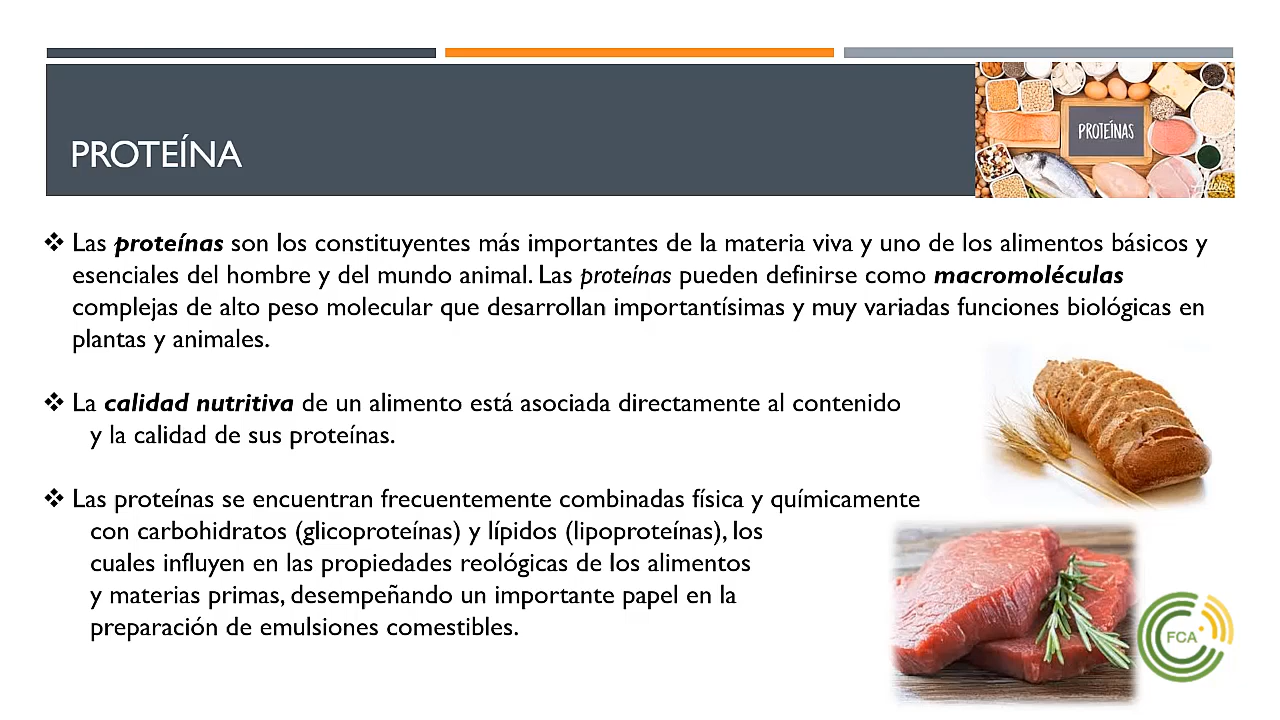 PROTEÍNA
PROTEÍNAS
❖ Las proteínas son los constituyentes más importantes de la materia viva y uno de los alimentos básicos y
esenciales del hombre y del mundo animal. Las proteínas pueden definirse como macromoléculas
complejas de alto peso molecular que desarrollan importantísimas y muy variadas funciones biológicas en
plantas y animales.
❖ La calidad nutritiva de un alimento está asociada directamente al contenido
y la calidad de sus proteínas.
❖ Las proteínas se encuentran frecuentemente combinadas física y químicamente
con carbohidratos (glicoproteínas) y lípidos (lipoproteínas), los
cuales influyen en las propiedades reológicas de los alimentos
y materias primas, desempeñando un importante papel en la
preparación de emulsiones comestibles.
FCA